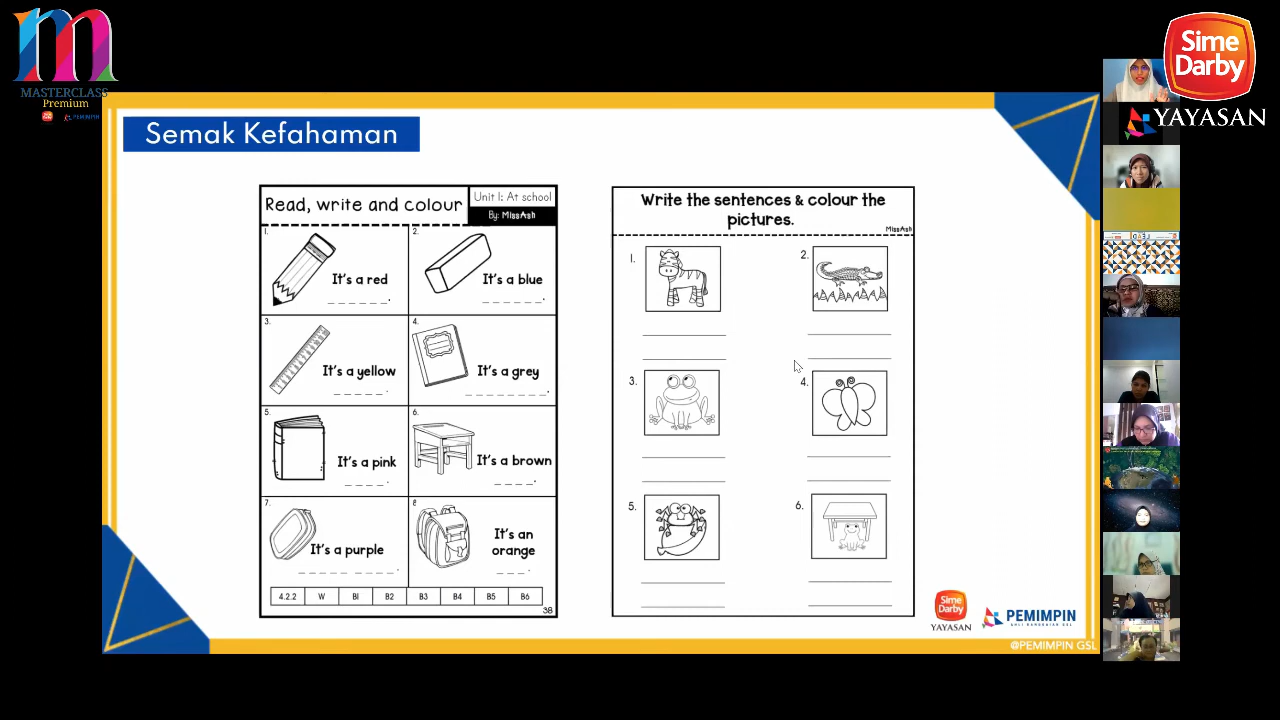 MASTERCLASS
Premium
PEMIMPIN
Sime
Darby
YAYASAN
Semak Kefahaman
Read, write and colour
Unit 1: At school
By: MissAsh
1.
It's a red
_ _ _ _ _ _.
2.
It's a blue
_ _ _ _ _ _.
3.
It's a yellow
_ _ _ _ _.
4.
It's a grey
_ _ _ _ _ _ _ _.
5.
It's a pink
_ _ _ _.
6.
It's a brown
_ _ _ _.
7.
It's a purple
_ _ _ _ _ _ _ _ _ _.
8
It's an
orange
_ _ _.
4.2.2 W B1 B2 B3 B4 B5 B6
38
Write the sentences & colour the
pictures.
MissAsh
1.
2.
3.
4.
5.
6.
Sime
Darby
YAYASAN
PEMIMPIN
@PEMIMPIN GSL